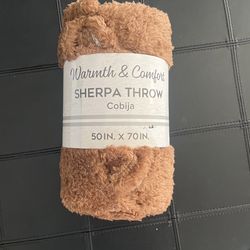 Warmth & Comfort
SHERPA THROW
Cobija
50IN. X 70IN.